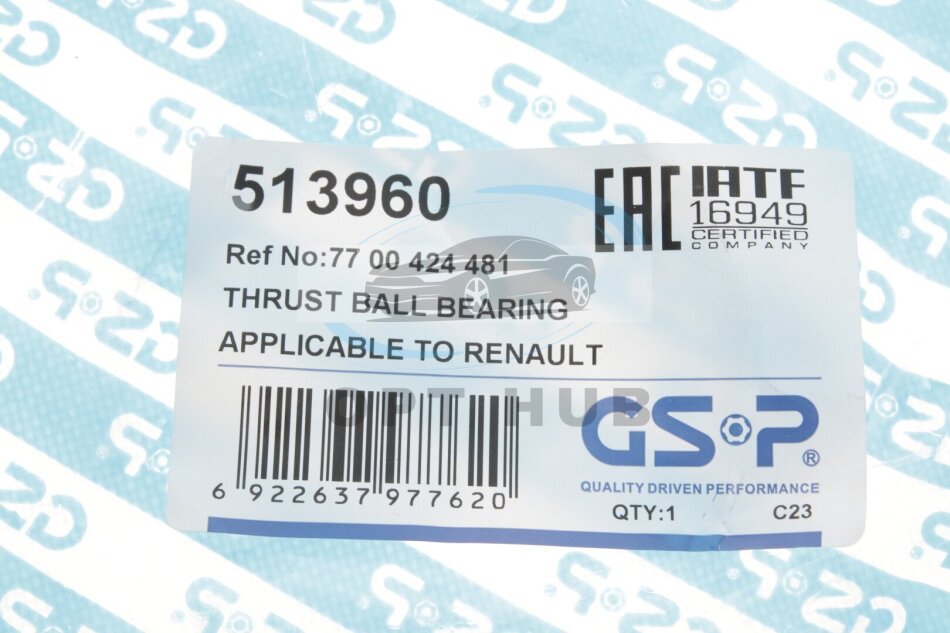 513960
EAC
IATF
16949
CERTIFIED
COMPANY
Ref No:77 00 424 481
THRUST BALL BEARING
APPLICABLE TO RENAULT
OPT HUB
GSP®
QUALITY DRIVEN PERFORMANCE
6 922637 977620
QTY:1 C23